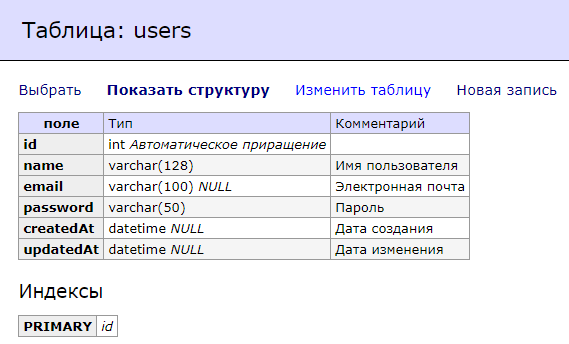 Таблица: users
Выбрать Показать структуру Изменить таблицу Новая запись
поле Тип Комментарий
id int Автоматическое приращение
name varchar(128) Имя пользователя
email varchar(100) NULL Электронная почта
password varchar(50) Пароль
createdAt datetime NULL Дата создания
updatedAt datetime NULL Дата изменения
Индексы
PRIMARY id